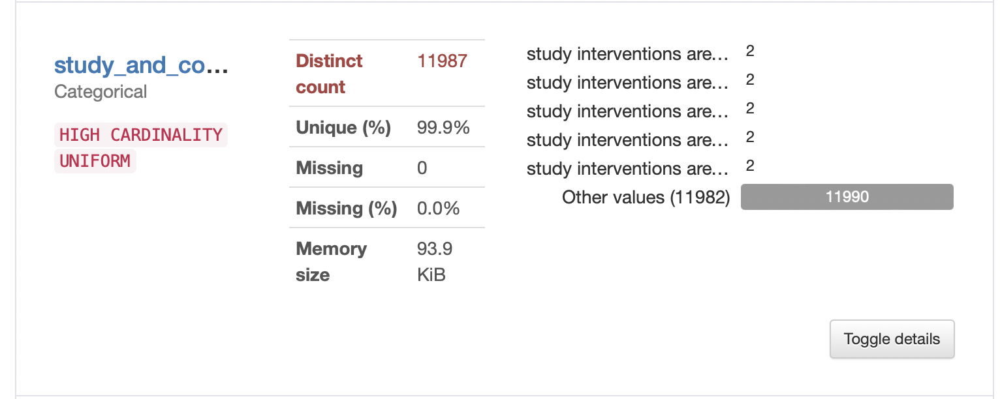 study_and_co...
Categorical
HIGH CARDINALITY
UNIFORM
Distinct count 11987
Unique (%) 99.9%
Missing 0
Missing (%) 0.0%
Memory size 93.9 KiB
study interventions are... 2
study interventions are... 2
study interventions are... 2
study interventions are... 2
study interventions are... 2
Other values (11982) 11990
Toggle details